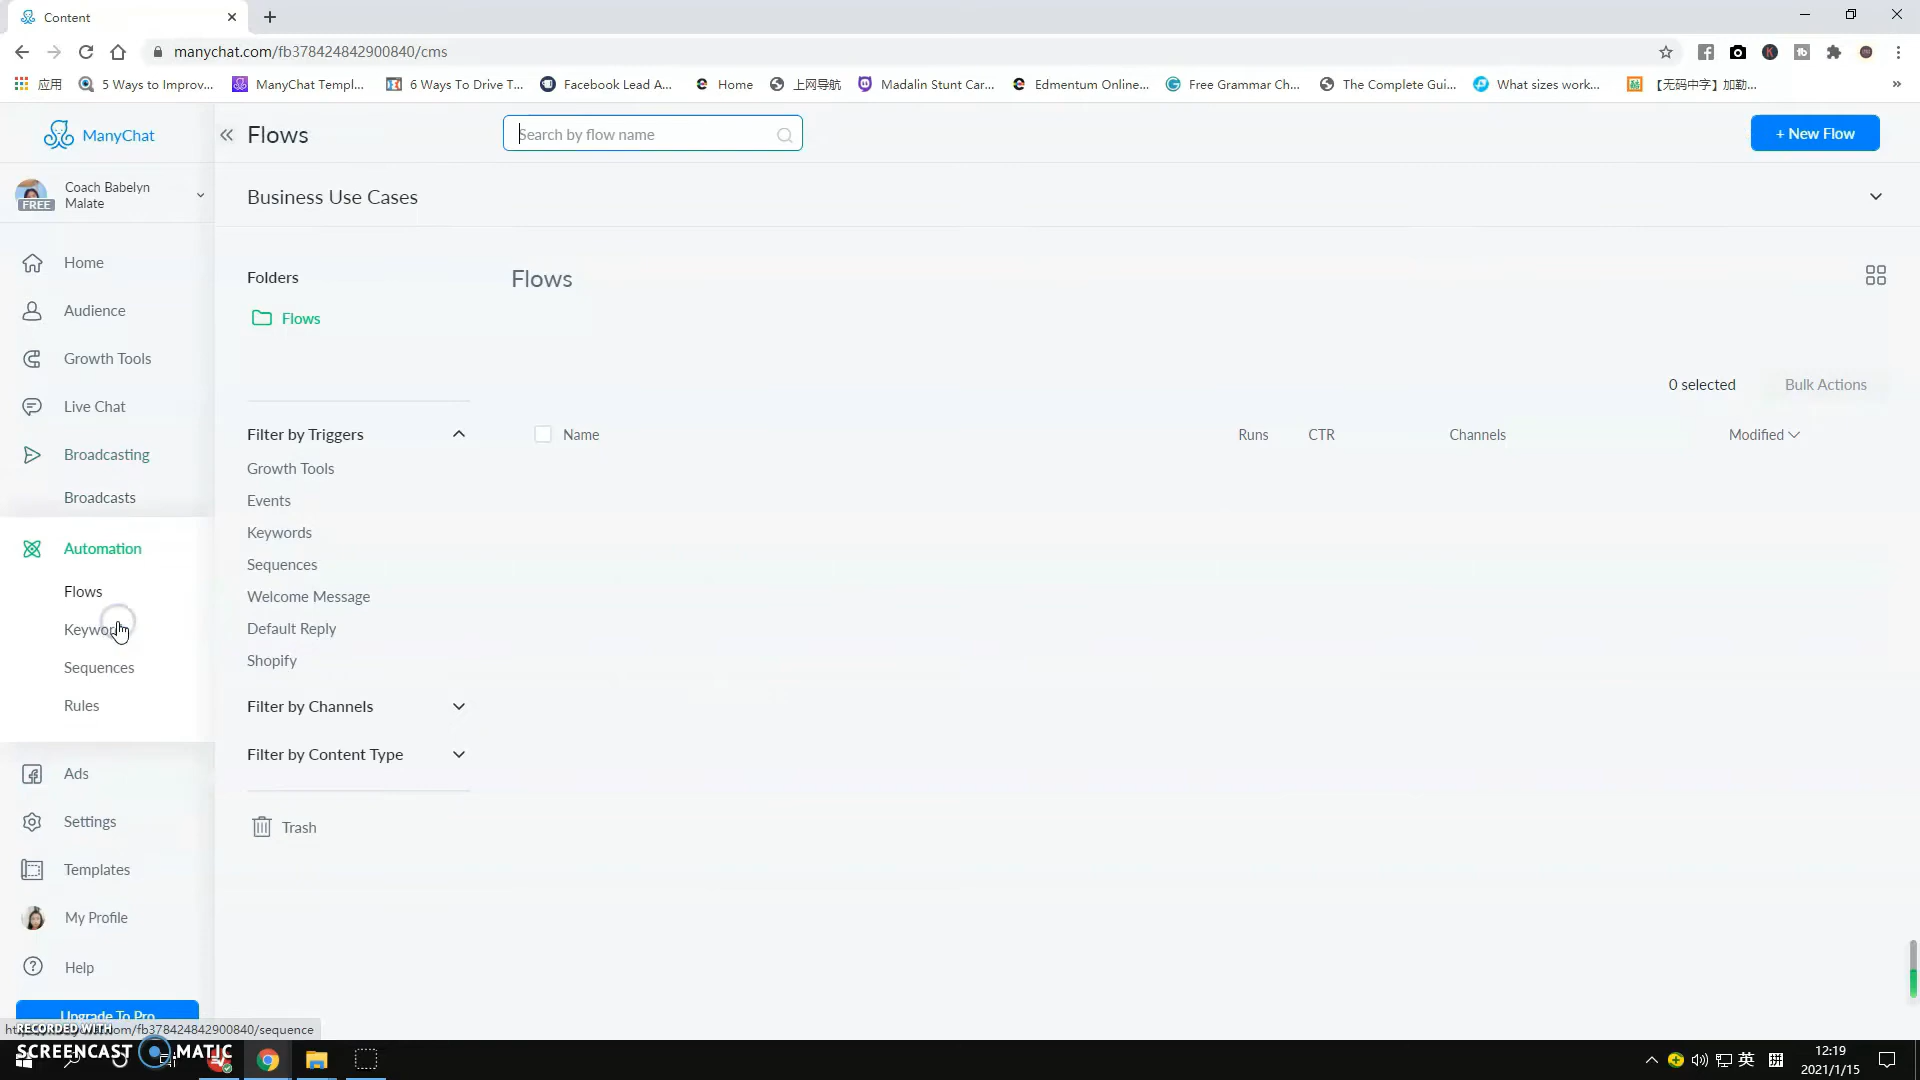 Content
manychat.com/fb378424842900840/cms
应用
5 Ways to Improv...
ManyChat Templ...
6 Ways To Drive T...
Facebook Lead A...
Home
上网导航
Madalin Stunt Car...
Edmentum Online...
Free Grammar Ch...
The Complete Gui...
What sizes work...
【无码中字】加勒...
ManyChat
Flows
Search by flow name
+ New Flow
Coach Babelyn
Malate
FREE
Business Use Cases
Home
Audience
Growth Tools
Live Chat
Broadcasting
Broadcasts
Automation
Flows
Sequences
Rules
Ads
Settings
Templates
My Profile
Help
Upgrade To Pro
Folders
Flows
Filter by Triggers
Growth Tools
Events
Keywords
Sequences
Welcome Message
Default Reply
Shopify
Filter by Channels
Filter by Content Type
Trash
Flows
0 selected
Bulk Actions
Name
Runs
CTR
Channels
Modified
om/fb378424842900840/sequence
RECORDED WITH
SCREENCAST MATIC
英
拼
12:19
2021/1/15